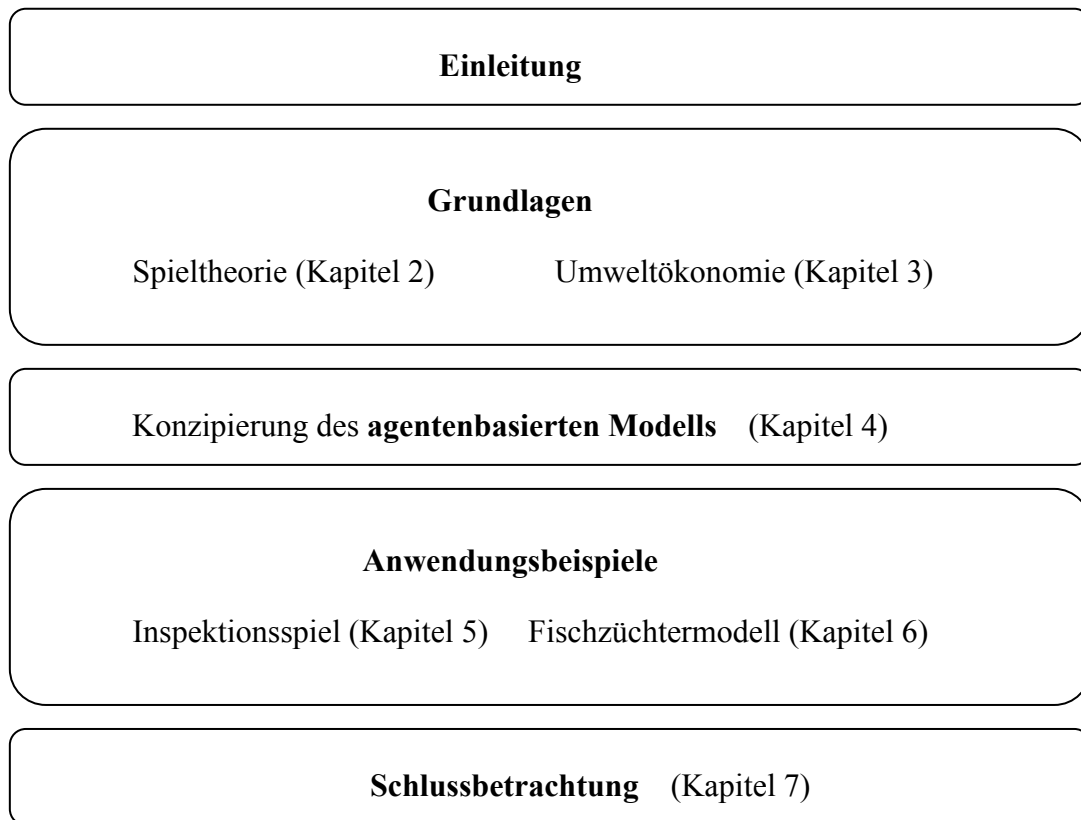 Einleitung
Grundlagen
Spieltheorie (Kapitel 2) Umweltökonomie (Kapitel 3)
Konzipierung des agentenbasierten Modells (Kapitel 4)
Anwendungsbeispiele
Inspektionsspiel (Kapitel 5) Fischzüchtermodell (Kapitel 6)
Schlussbetrachtung (Kapitel 7)